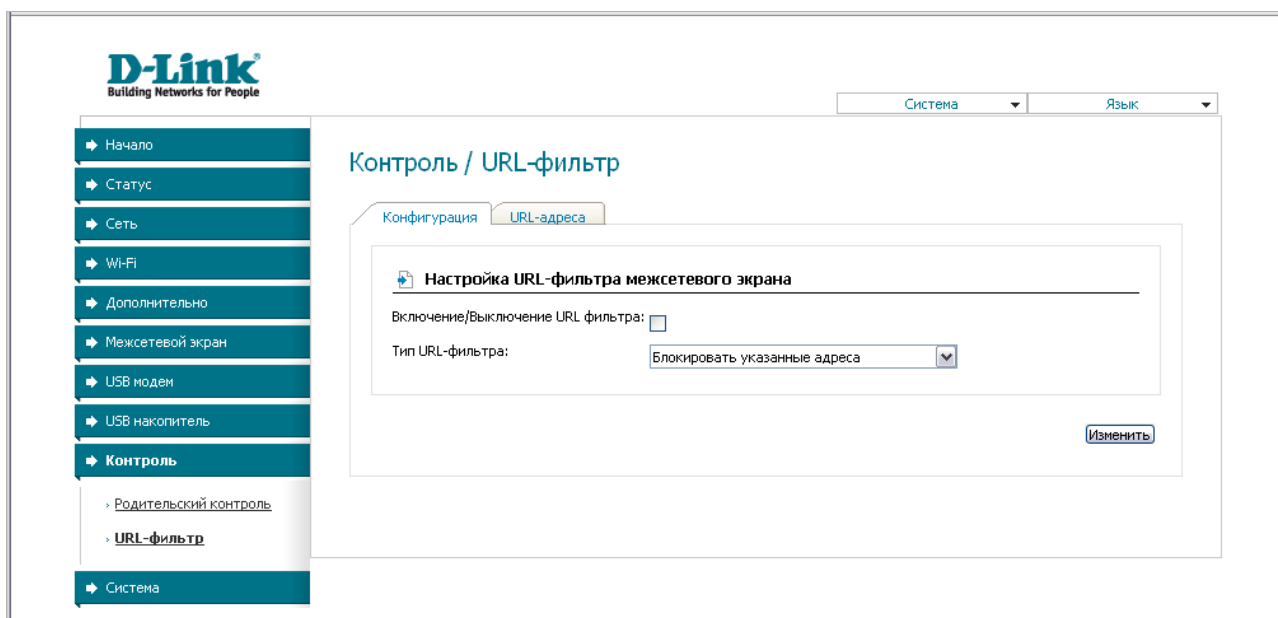 D-Link
Building Networks for People
Система
Язык
Начало
Статус
Сеть
Wi-Fi
Дополнительно
Межсетевой экран
USB модем
USB накопитель
Контроль
Родительский контроль
URL-фильтр
Система
Контроль / URL-фильтр
Конфигурация
URL-адреса
Настройка URL-фильтра межсетевого экрана
Включение/Выключение URL фильтра:
Тип URL-фильтра:
Блокировать указанные адреса
Изменить